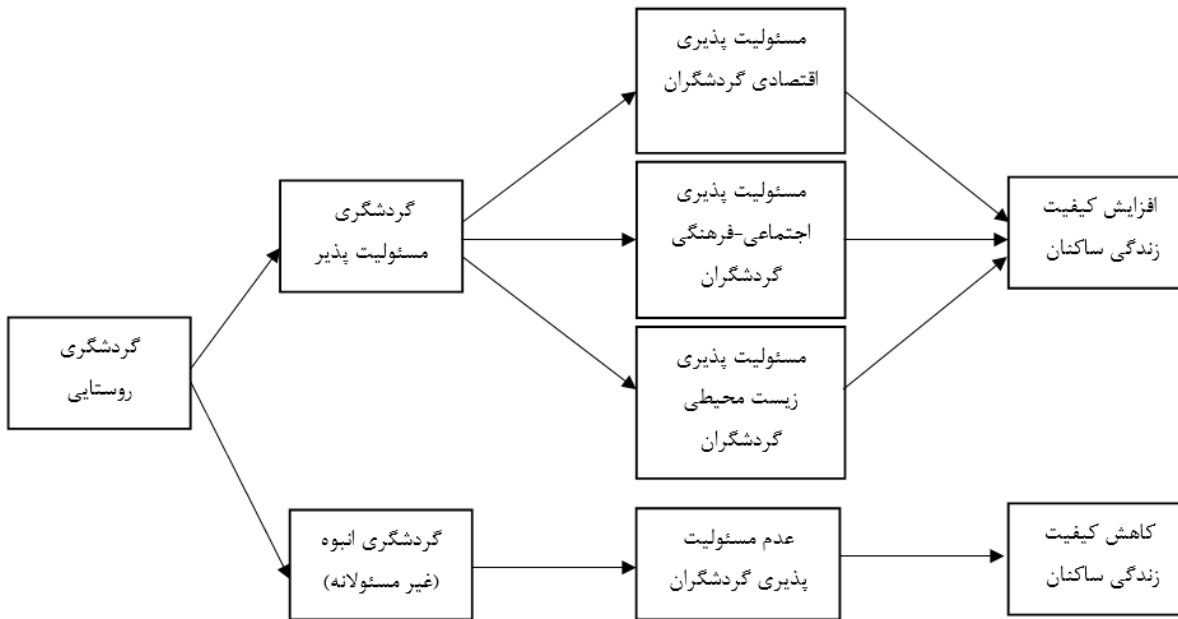 گردشگری
روستایی
گردشگری
مسئولیت پذیر
مسئولیت پذیری
اقتصادی گردشگران
مسئولیت پذیری
اجتماعی-فرهنگی
گردشگران
مسئولیت پذیری
زیست محیطی
گردشگران
افزایش کیفیت
زندگی ساکنان
گردشگری انبوه
(غیر مسئولانه)
عدم مسئولیت
پذیری گردشگران
کاهش کیفیت
زندگی ساکنان